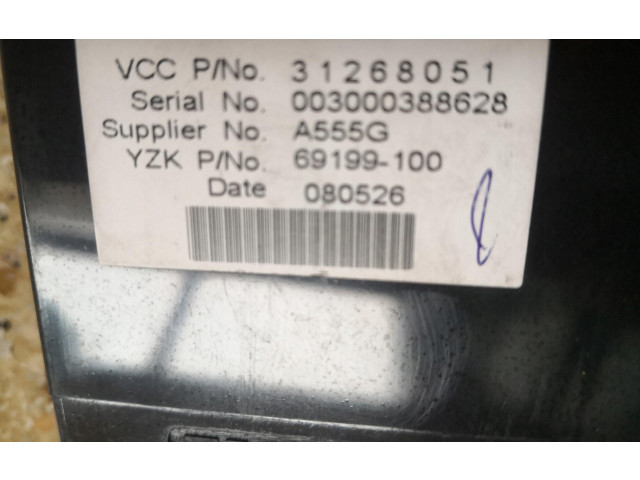 VCC P/No. 31268051
Serial No. 003000388628
Supplier No. A555G
YZK P/No. 69199-100
Date 080526